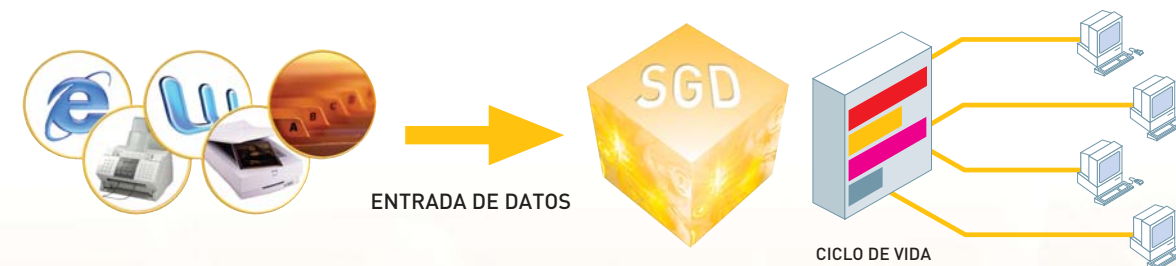 A B C D
SGD
ENTRADA DE DATOS
CICLO DE VIDA